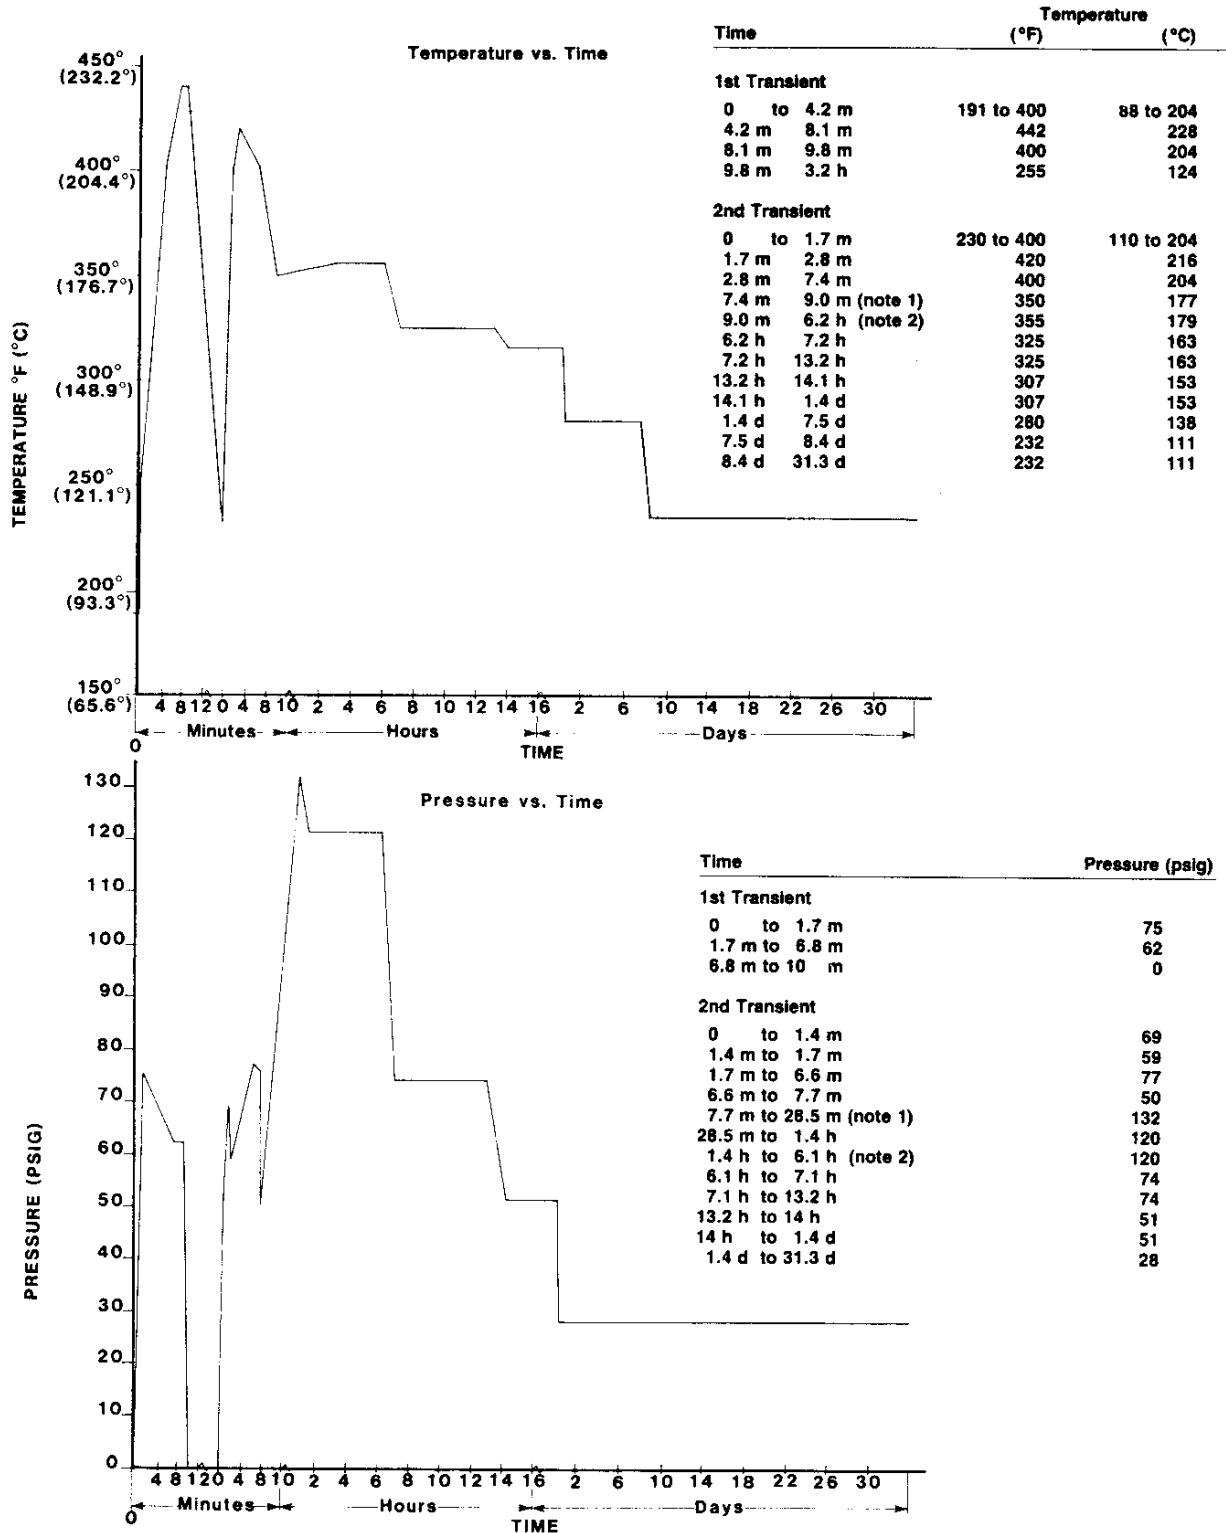 Temperature vs. Time
450°
(232.2°)
400°
(204.4°)
350°
(176.7°)
300°
(148.9°)
250°
(121.1°)
200°
(93.3°)
150°
(65.6°)
TEMPERATURE °F (°C)
4 8 12 0 4 8 10 2 4 6 8 10 12 14 16 2 6 10 14 18 22 26 30
0 Minutes Hours Days
TIME
Temperature
Time (°F) (°C)
1st Transient
0 to 4.2 m 191 to 400 88 to 204
4.2 m 8.1 m 442 228
8.1 m 9.8 m 400 204
9.8 m 3.2 h 255 124
2nd Transient
0 to 1.7 m 230 to 400 110 to 204
1.7 m 2.8 m 420 216
2.8 m 7.4 m 400 204
7.4 m 9.0 m (note 1) 350 177
9.0 m 6.2 h (note 2) 355 179
6.2 h 7.2 h 325 163
7.2 h 13.2 h 325 163
13.2 h 14.1 h 307 153
14.1 h 1.4 d 307 153
1.4 d 7.5 d 280 138
7.5 d 8.4 d 232 111
8.4 d 31.3 d 232 111
Pressure vs. Time
130
120
110
100
90
80
70
60
50
40
30
20
10
0
PRESSURE (PSIG)
4 8 12 0 4 8 10 2 4 6 8 10 12 14 16 2 6 10 14 18 22 26 30
0 Minutes Hours Days
TIME
Time Pressure (psig)
1st Transient
0 to 1.7 m 75
1.7 m to 6.8 m 62
6.8 m to 10 m 0
2nd Transient
0 to 1.4 m 69
1.4 m to 1.7 m 59
1.7 m to 6.6 m 77
6.6 m to 7.7 m 50
7.7 m to 28.5 m (note 1) 132
28.5 m to 1.4 h 120
1.4 h to 6.1 h (note 2) 120
6.1 h to 7.1 h 74
7.1 h to 13.2 h 74
13.2 h to 14 h 51
14 h to 1.4 d 51
1.4 d to 31.3 d 28